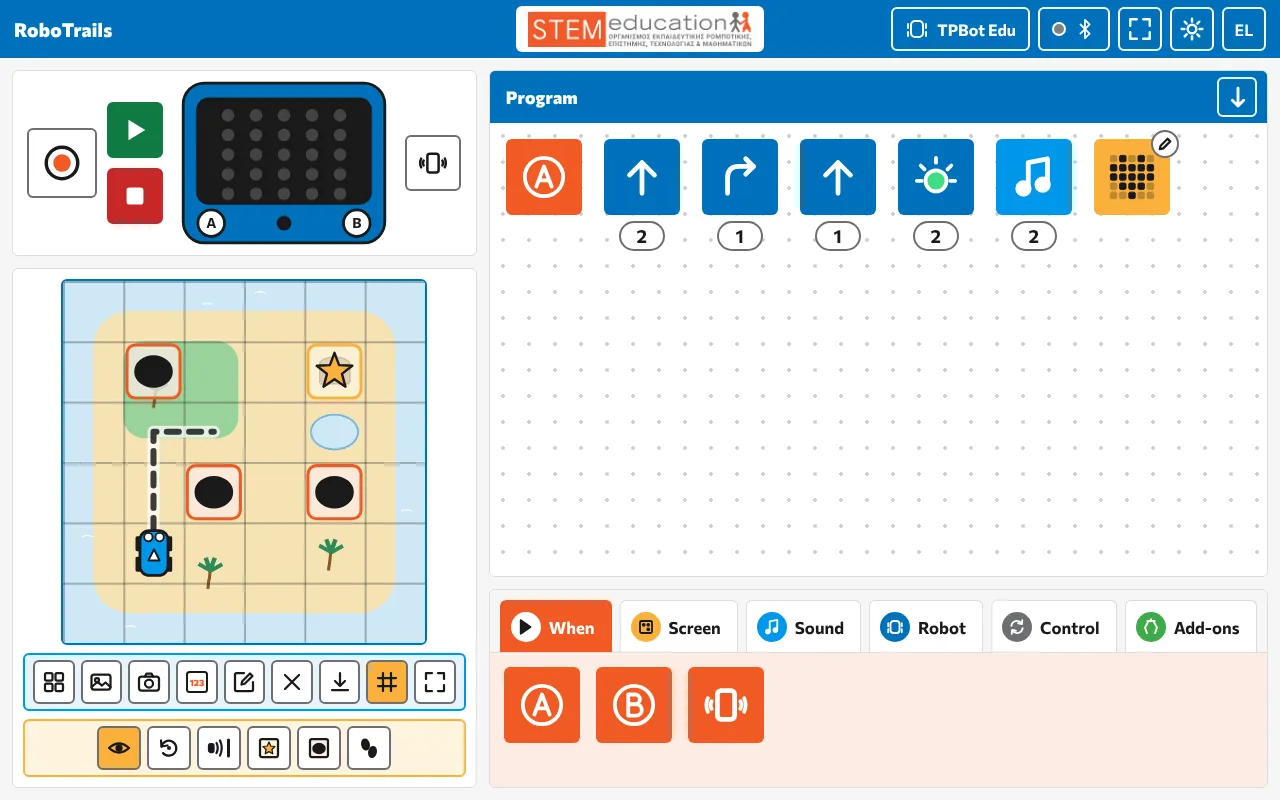 RoboTrails
STEM education
ΟΡΓΑΝΙΣΜΟΣ ΕΚΠΑΙΔΕΥΤΙΚΗΣ ΡΟΜΠΟΤΙΚΗΣ,
ΕΠΙΣΤΗΜΗΣ, ΤΕΧΝΟΛΟΓΙΑΣ & ΜΑΘΗΜΑΤΙΚΩΝ
TPBot Edu
EL
A B
Program
A
2 1 1 2 2
123
When Screen Sound Robot Control Add-ons
A B